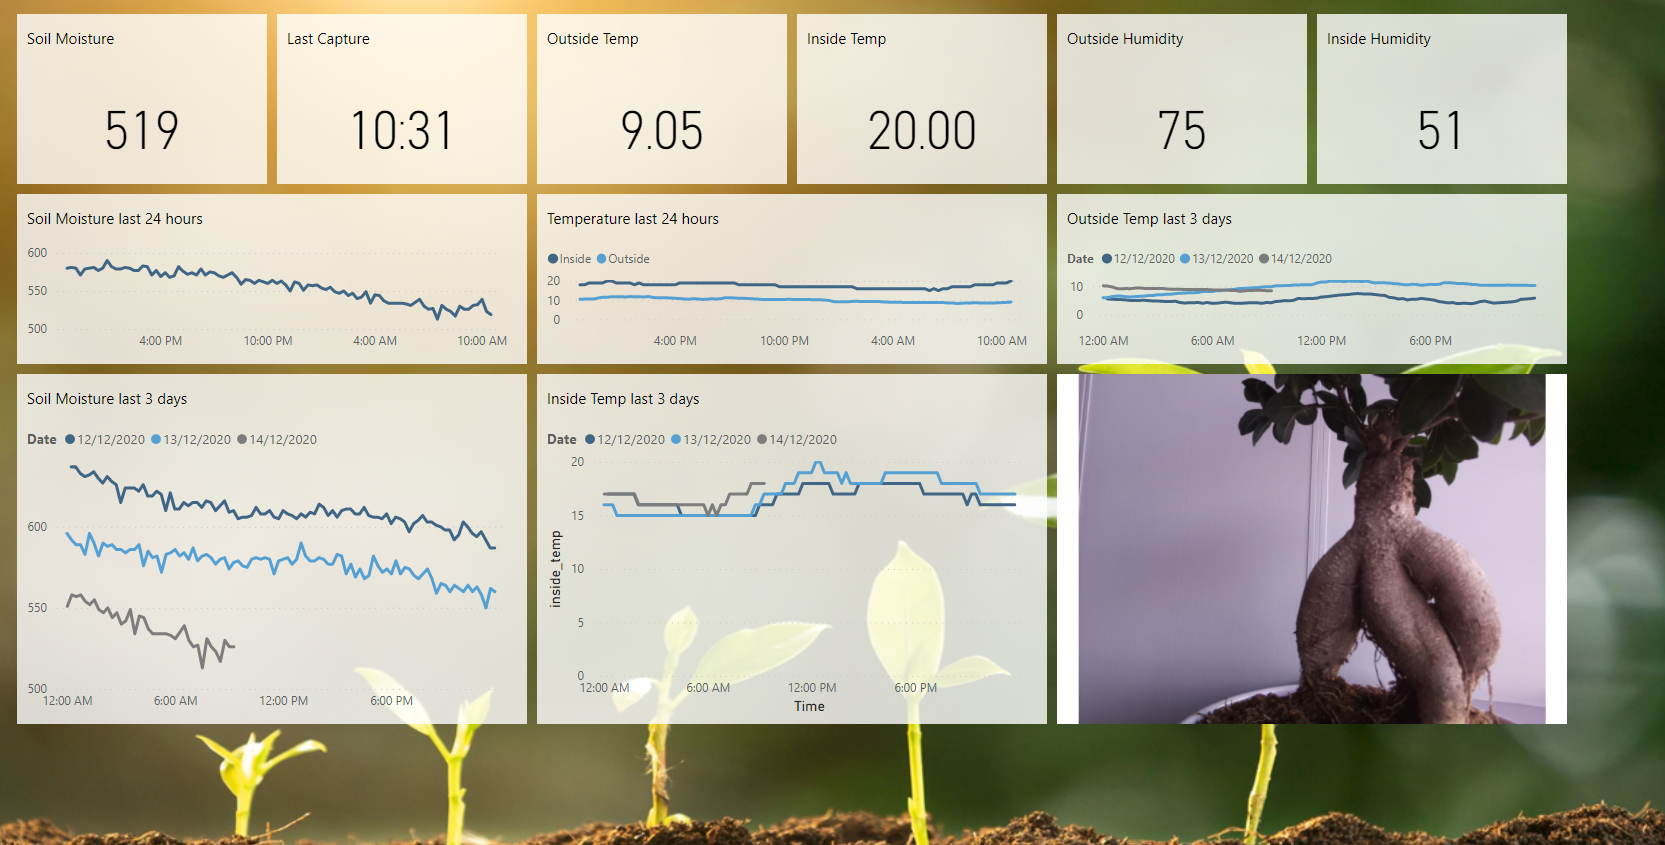 Soil Moisture
519
Last Capture
10:31
Outside Temp
9.05
Inside Temp
20.00
Outside Humidity
75
Inside Humidity
51
Soil Moisture last 24 hours
600
550
500
4:00 PM 10:00 PM 4:00 AM 10:00 AM
Temperature last 24 hours
Inside Outside
20
10
0
4:00 PM 10:00 PM 4:00 AM 10:00 AM
Outside Temp last 3 days
Date 12/12/2020 13/12/2020 14/12/2020
10
0
12:00 AM 6:00 AM 12:00 PM 6:00 PM
Soil Moisture last 3 days
Date 12/12/2020 13/12/2020 14/12/2020
600
550
500
12:00 AM 6:00 AM 12:00 PM 6:00 PM
Inside Temp last 3 days
Date 12/12/2020 13/12/2020 14/12/2020
inside_temp
20
15
10
5
0
12:00 AM 6:00 AM 12:00 PM 6:00 PM
Time